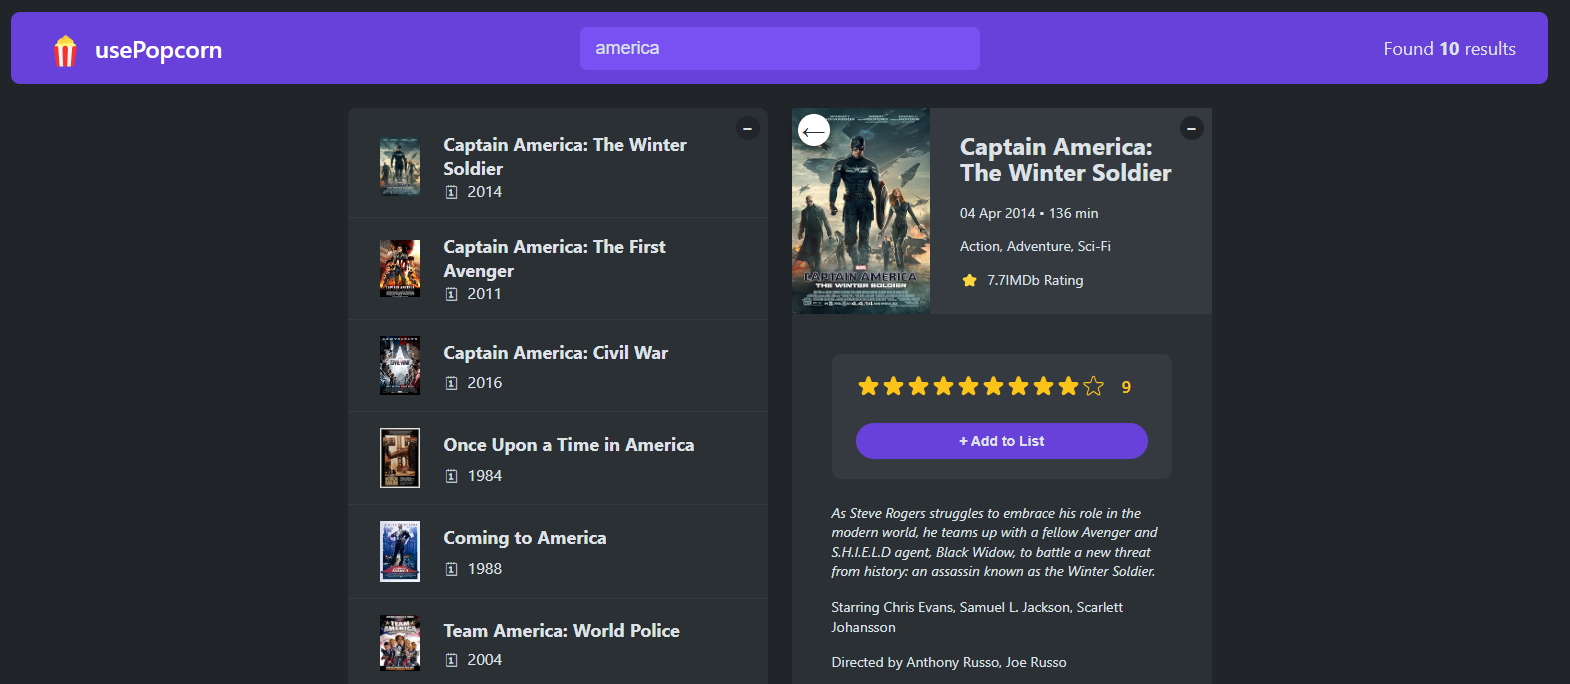 usePopcorn
america
Found 10 results
Captain America: The Winter
Soldier
2014
Captain America: The First
Avenger
2011
Captain America: Civil War
2016
Once Upon a Time in America
1984
Coming to America
1988
Team America: World Police
2004
CAPTAIN AMERICA
THE WINTER SOLDIER
Captain America:
The Winter Soldier
04 Apr 2014 • 136 min
Action, Adventure, Sci-Fi
7.7IMDb Rating
9
+ Add to List
As Steve Rogers struggles to embrace his role in the
modern world, he teams up with a fellow Avenger and
S.H.I.E.L.D agent, Black Widow, to battle a new threat
from history: an assassin known as the Winter Soldier.
Starring Chris Evans, Samuel L. Jackson, Scarlett
Johansson
Directed by Anthony Russo, Joe Russo